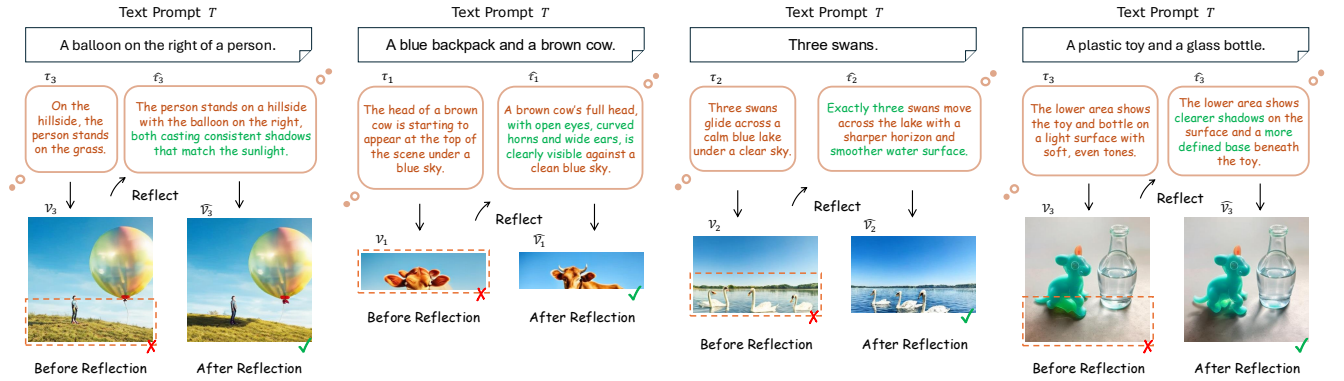 Text Prompt T
A balloon on the right of a person.
τ3
τ̂3
On the
hillside, the
person stands
on the grass.
The person stands on a hillside
with the balloon on the right,
both casting consistent shadows
that match the sunlight.
Reflect
V3
V̂3
Before Reflection
After Reflection
Text Prompt T
A blue backpack and a brown cow.
τ1
τ̂1
The head of a brown
cow is starting to
appear at the top of
the scene under a
blue sky.
A brown cow's full head,
with open eyes, curved
horns and wide ears, is
clearly visible against a
clean blue sky.
Reflect
V1
V̂1
Before Reflection
After Reflection
Text Prompt T
Three swans.
τ2
τ̂2
Three swans
glide across a
calm blue lake
under a clear sky.
Exactly three swans move
across the lake with a
sharper horizon and
smoother water surface.
Reflect
V2
V̂2
Before Reflection
After Reflection
Text Prompt T
A plastic toy and a glass bottle.
τ3
τ̂3
The lower area shows
the toy and bottle on
a light surface with
soft, even tones.
The lower area shows
clearer shadows on the
surface and a more
defined base beneath
the toy.
Reflect
V3
V̂3
Before Reflection
After Reflection